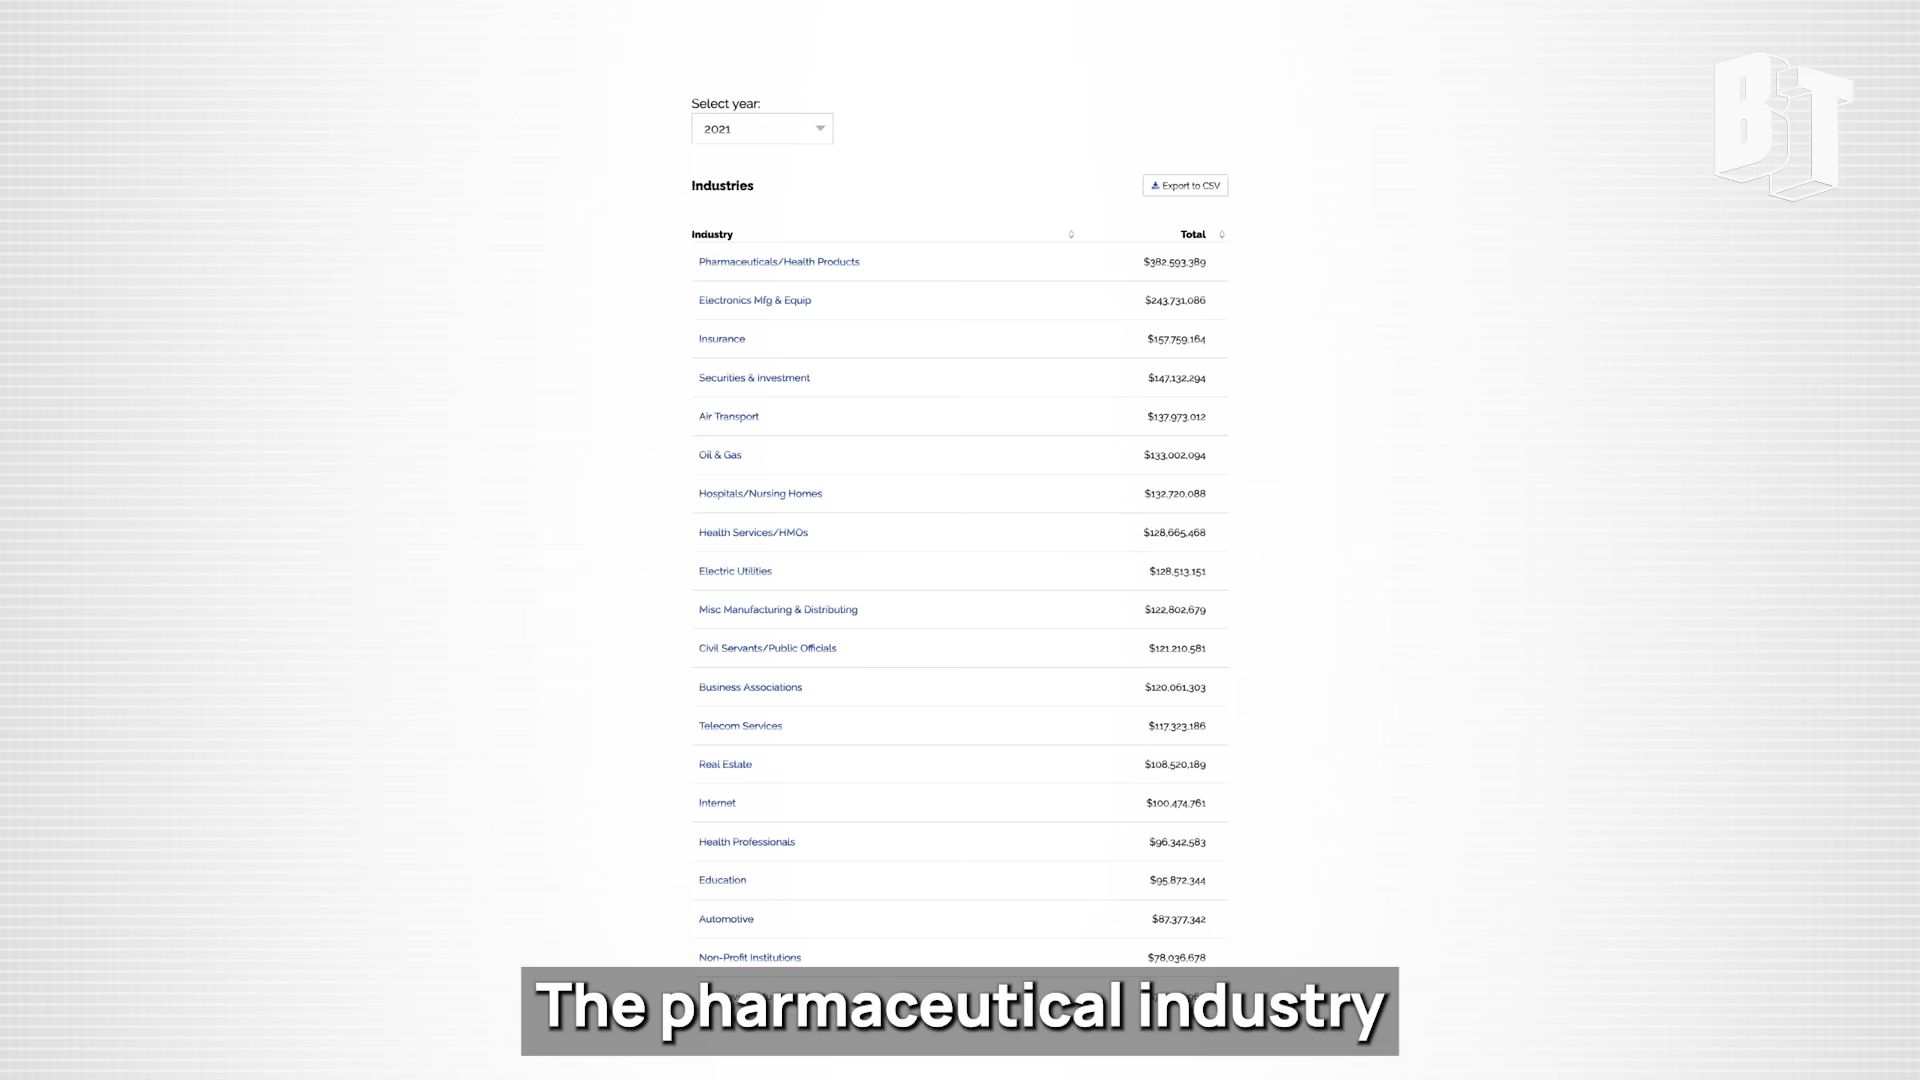 BT
Select year:
2021
Industries
Export to CSV
Industry Total
Pharmaceuticals/Health Products $382,593,389
Electronics Mfg & Equip $243,731,086
Insurance $157,759,164
Securities & Investment $147,132,294
Air Transport $137,973,012
Oil & Gas $133,002,094
Hospitals/Nursing Homes $132,720,088
Health Services/HMOs $128,665,468
Electric Utilities $128,513,151
Misc Manufacturing & Distributing $122,802,679
Civil Servants/Public Officials $121,210,581
Business Associations $120,061,303
Telecom Services $117,323,186
Real Estate $108,520,189
Internet $100,474,761
Health Professionals $96,342,583
Education $95,872,344
Automotive $87,377,342
Non-Profit Institutions $78,036,678
The pharmaceutical industry